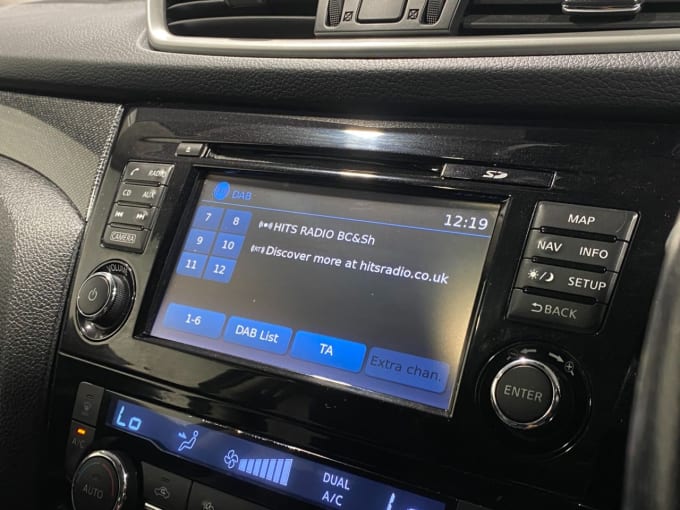 SD
RADIO
CD AUX
CAMERA
VOLUME
DAB
12:19
7 8
9 10
11 12
HITS RADIO BC&Sh
Discover more at hitsradio.co.uk
1-6
DAB List
TA
Extra chan.
MAP
NAV INFO
SETUP
BACK
ENTER
Lo
A/C
AUTO
DUAL
A/C